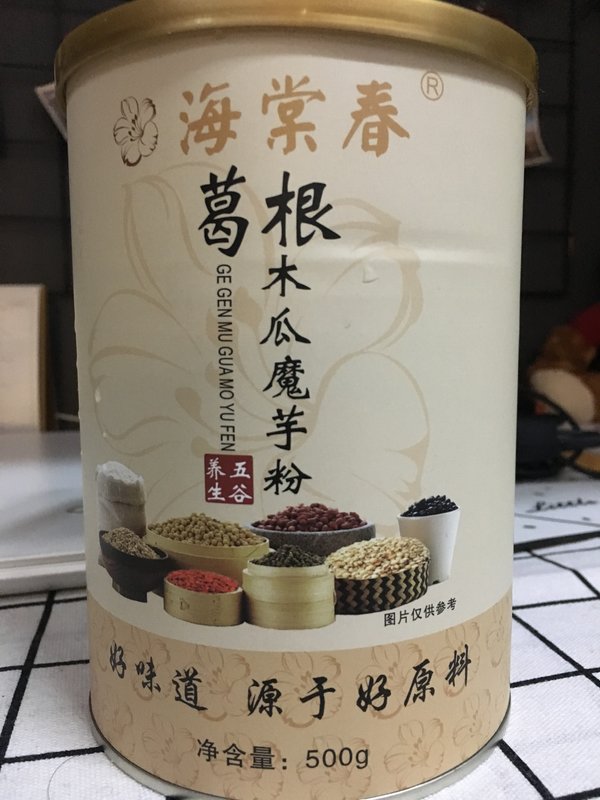 海棠春®
葛根木瓜魔芋粉
GE GEN MU GUA MO YU FEN
五谷
养生
图片仅供参考
好味道 源于好原料
净含量：500g